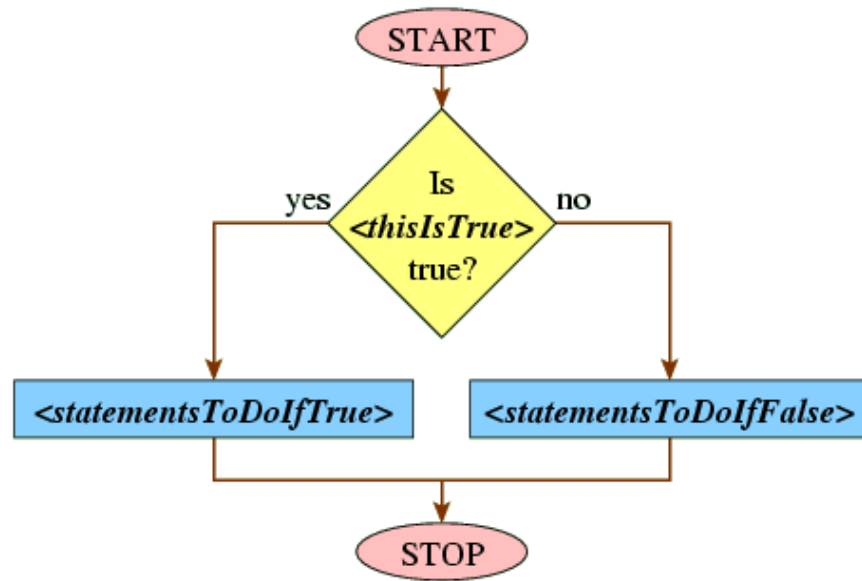 START
Is
yes
no
<thisIsTrue>
true?
<statementsToDoIfTrue>
<statementsToDoIfFalse>
STOP